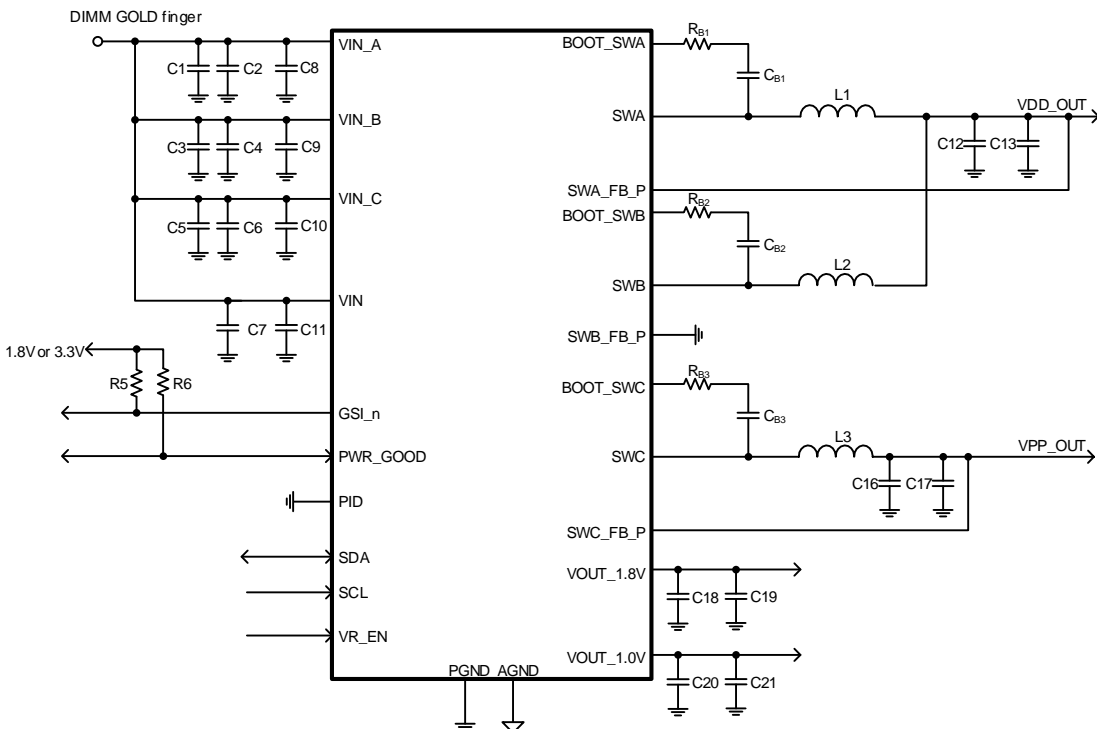 DIMM GOLD finger
VIN_A
C1
C2
C8
VIN_B
C3
C4
C9
VIN_C
C5
C6
C10
VIN
C7
C11
1.8V or 3.3V
R5
R6
GSI_n
PWR_GOOD
PID
SDA
SCL
VR_EN
PGND
AGND
BOOT_SWA
RB1
CB1
SWA
L1
VDD_OUT
C12
C13
SWA_FB_P
BOOT_SWB
RB2
CB2
SWB
L2
SWB_FB_P
BOOT_SWC
RB3
CB3
SWC
L3
VPP_OUT
C16
C17
SWC_FB_P
VOUT_1.8V
C18
C19
VOUT_1.0V
C20
C21